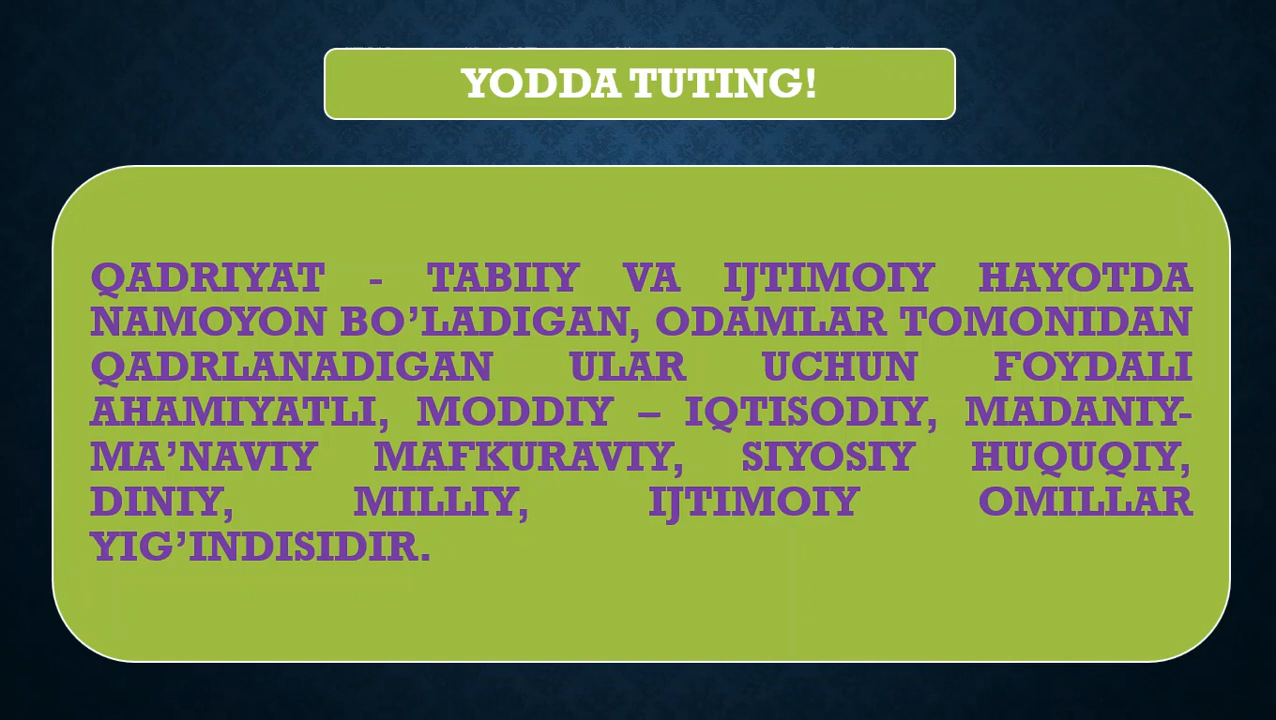 YODDA TUTING!
QADRIYAT - TABIIY VA IJTIMOIY HAYOTDA
NAMOYON BO’LADIGAN, ODAMLAR TOMONIDAN
QADRLANADIGAN ULAR UCHUN FOYDALI
AHAMIYATLI, MODDIY – IQTISODIY, MADANIY-
MA’NAVIY MAFKURAVIY, SIYOSIY HUQUQIY,
DINIY, MILLIY, IJTIMOIY OMILLAR
YIG’INDISIDIR.